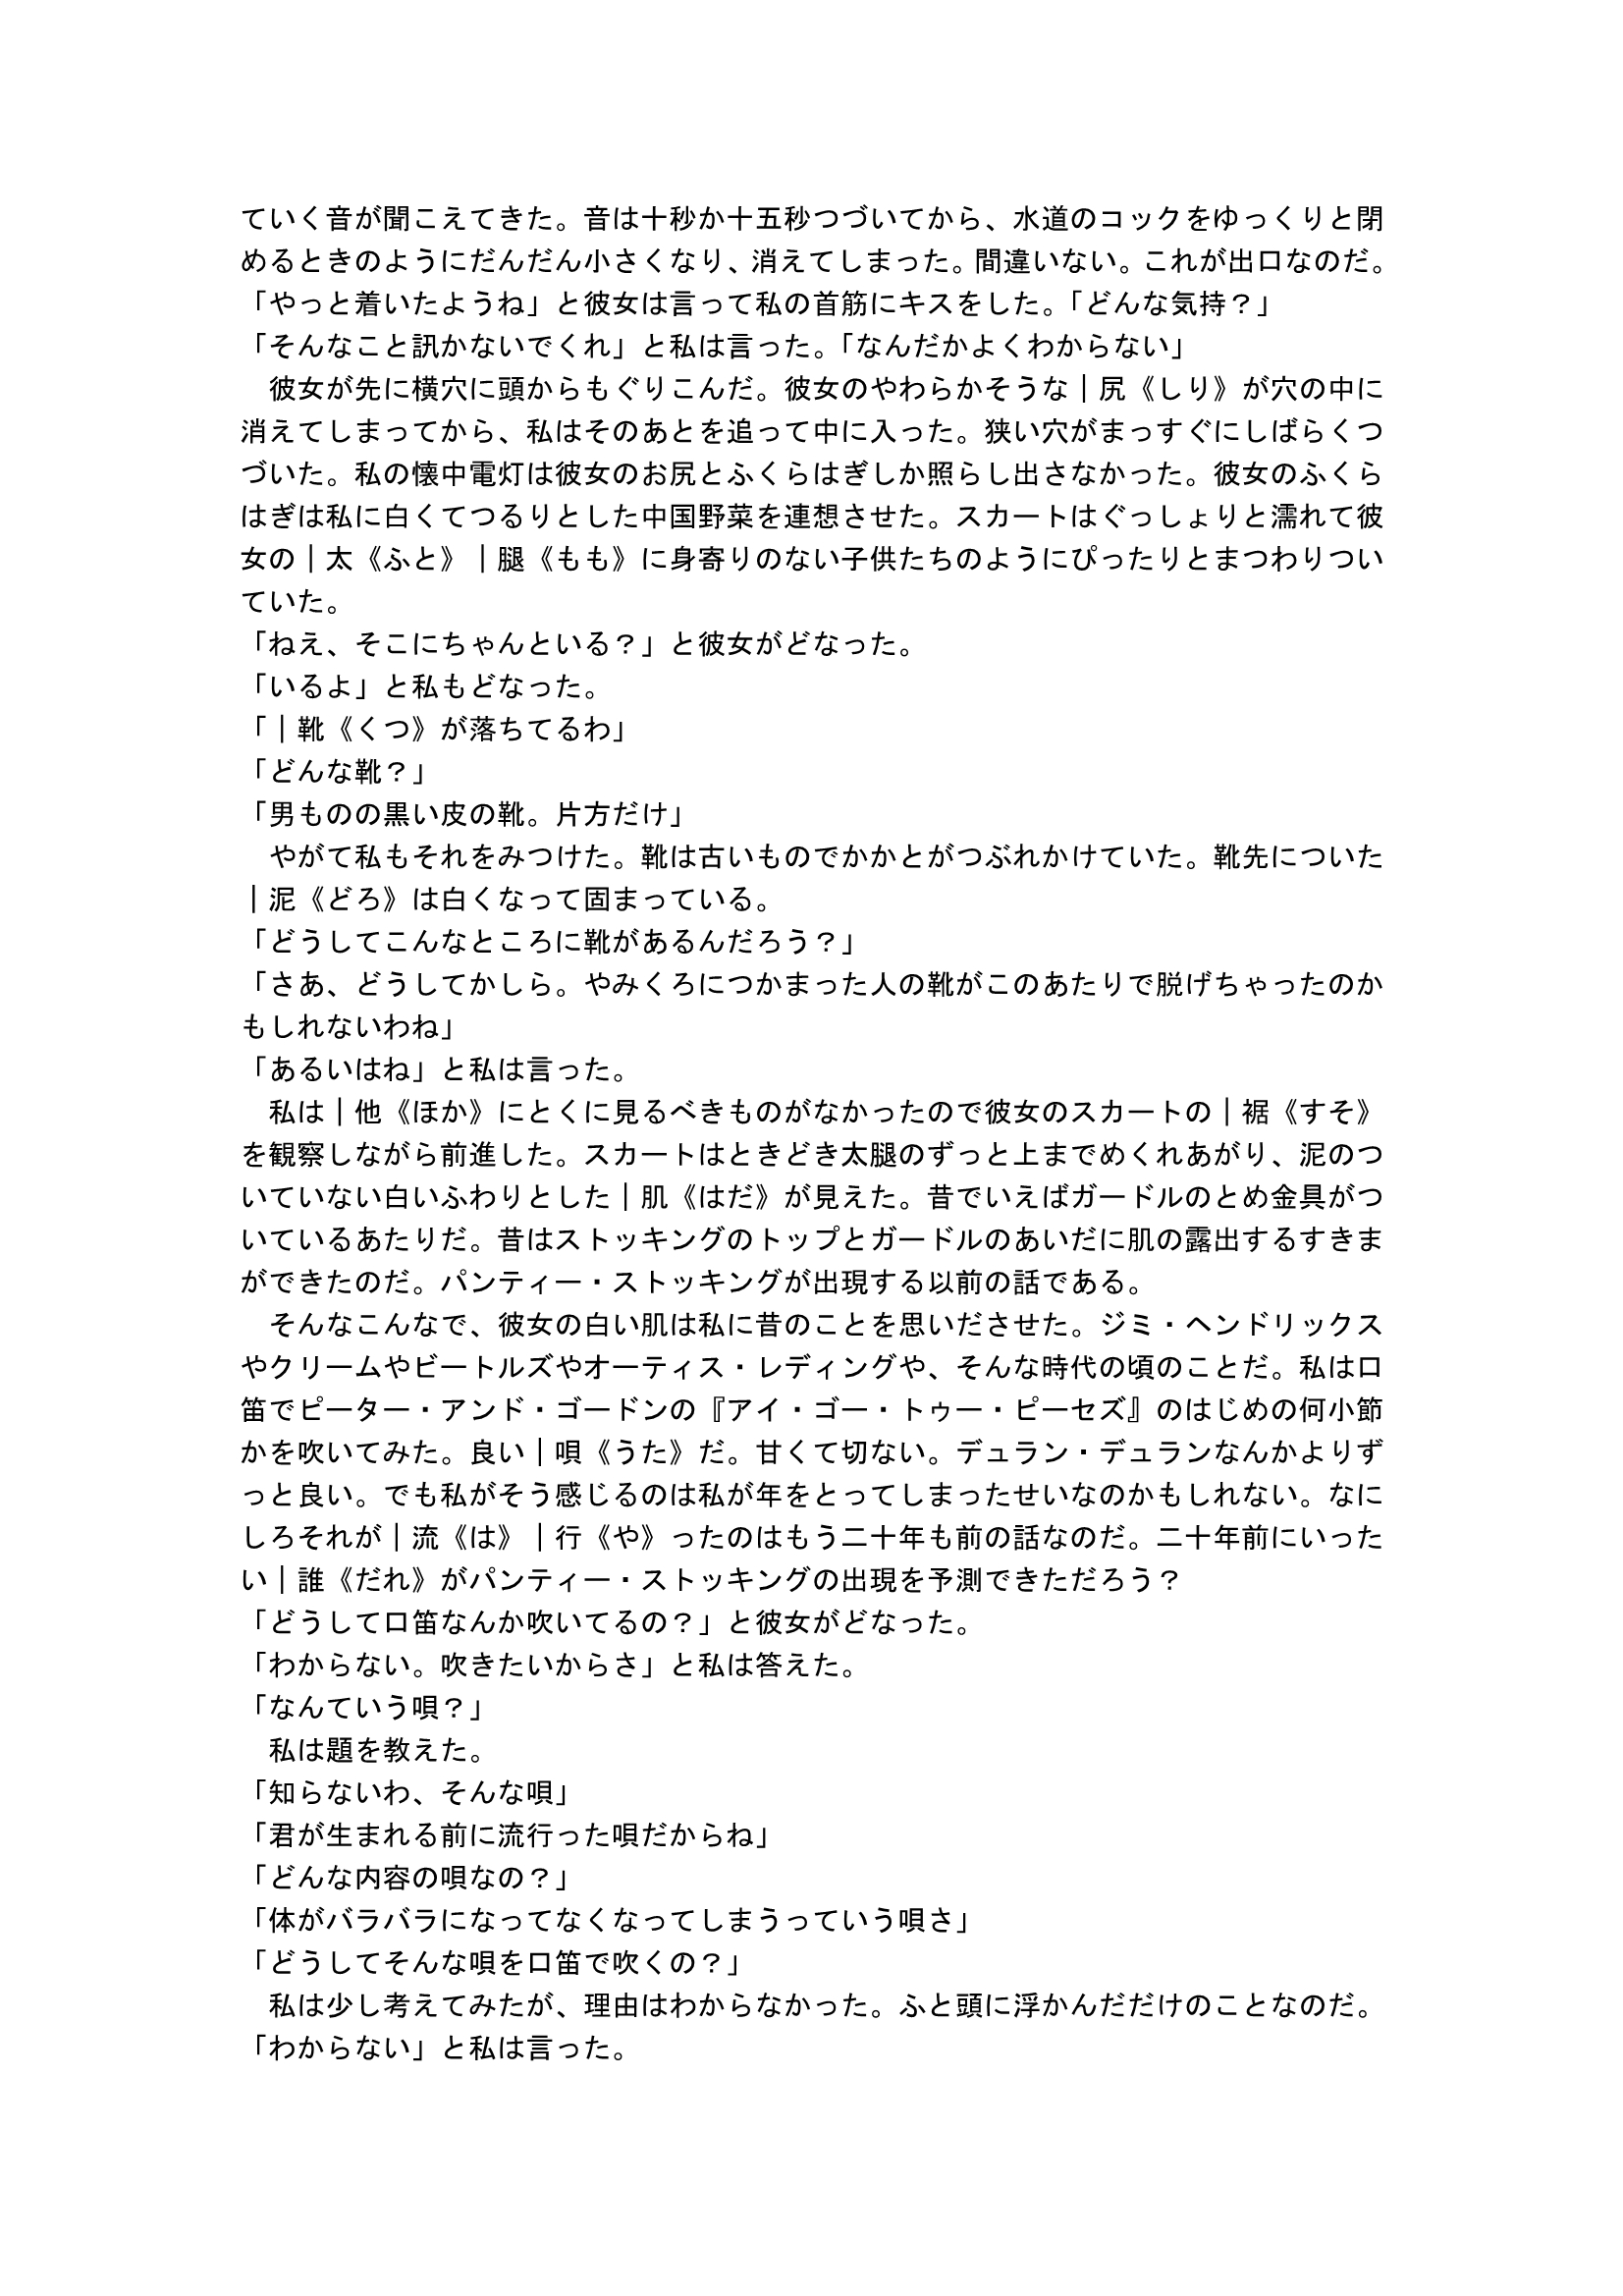 ていく音が聞こえてきた。音は十秒か十五秒つづいてから、水道のコックをゆっくりと閉
めるときのようにだんだん小さくなり、消えてしまった。間違いない。これが出口なのだ。
「やっと着いたようね」と彼女は言って私の首筋にキスをした。「どんな気持？」
「そんなこと訊かないでくれ」と私は言った。「なんだかよくわからない」
　彼女が先に横穴に頭からもぐりこんだ。彼女のやわらかそうな｜尻《しり》が穴の中に
消えてしまってから、私はそのあとを追って中に入った。狭い穴がまっすぐにしばらくつ
づいた。私の懐中電灯は彼女のお尻とふくらはぎしか照らし出さなかった。彼女のふくら
はぎは私に白くてつるりとした中国野菜を連想させた。スカートはぐっしょりと濡れて彼
女の｜太《ふと》｜腿《もも》に身寄りのない子供たちのようにぴったりとまつわりつい
ていた。
「ねえ、そこにちゃんといる？」と彼女がどなった。
「いるよ」と私もどなった。
「｜靴《くつ》が落ちてるわ」
「どんな靴？」
「男ものの黒い皮の靴。片方だけ」
　やがて私もそれをみつけた。靴は古いものでかかとがつぶれかけていた。靴先についた
｜泥《どろ》は白くなって固まっている。
「どうしてこんなところに靴があるんだろう？」
「さあ、どうしてかしら。やみくろにつかまった人の靴がこのあたりで脱げちゃったのか
もしれないわね」
「あるいはね」と私は言った。
　私は｜他《ほか》にとくに見るべきものがなかったので彼女のスカートの｜裾《すそ》
を観察しながら前進した。スカートはときどき太腿のずっと上までめくれあがり、泥のつ
いていない白いふわりとした｜肌《はだ》が見えた。昔でいえばガードルのとめ金具がつ
いているあたりだ。昔はストッキングのトップとガードルのあいだに肌の露出するすきま
ができたのだ。パンティー・ストッキングが出現する以前の話である。
　そんなこんなで、彼女の白い肌は私に昔のことを思いださせた。ジミ・ヘンドリックス
やクリームやビートルズやオーティス・レディングや、そんな時代の頃のことだ。私は口
笛でピーター・アンド・ゴードンの『アイ・ゴー・トゥー・ピーセズ』のはじめの何小節
かを吹いてみた。良い｜唄《うた》だ。甘くて切ない。デュラン・デュランなんかよりず
っと良い。でも私がそう感じるのは私が年をとってしまったせいなのかもしれない。なに
しろそれが｜流《は》｜行《や》ったのはもう二十年も前の話なのだ。二十年前にいった
い｜誰《だれ》がパンティー・ストッキングの出現を予測できただろう？
「どうして口笛なんか吹いてるの？」と彼女がどなった。
「わからない。吹きたいからさ」と私は答えた。
「なんていう唄？」
　私は題を教えた。
「知らないわ、そんな唄」
「君が生まれる前に流行った唄だからね」
「どんな内容の唄なの？」
「体がバラバラになってなくなってしまうっていう唄さ」
「どうしてそんな唄を口笛で吹くの？」
　私は少し考えてみたが、理由はわからなかった。ふと頭に浮かんだだけのことなのだ。
「わからない」と私は言った。